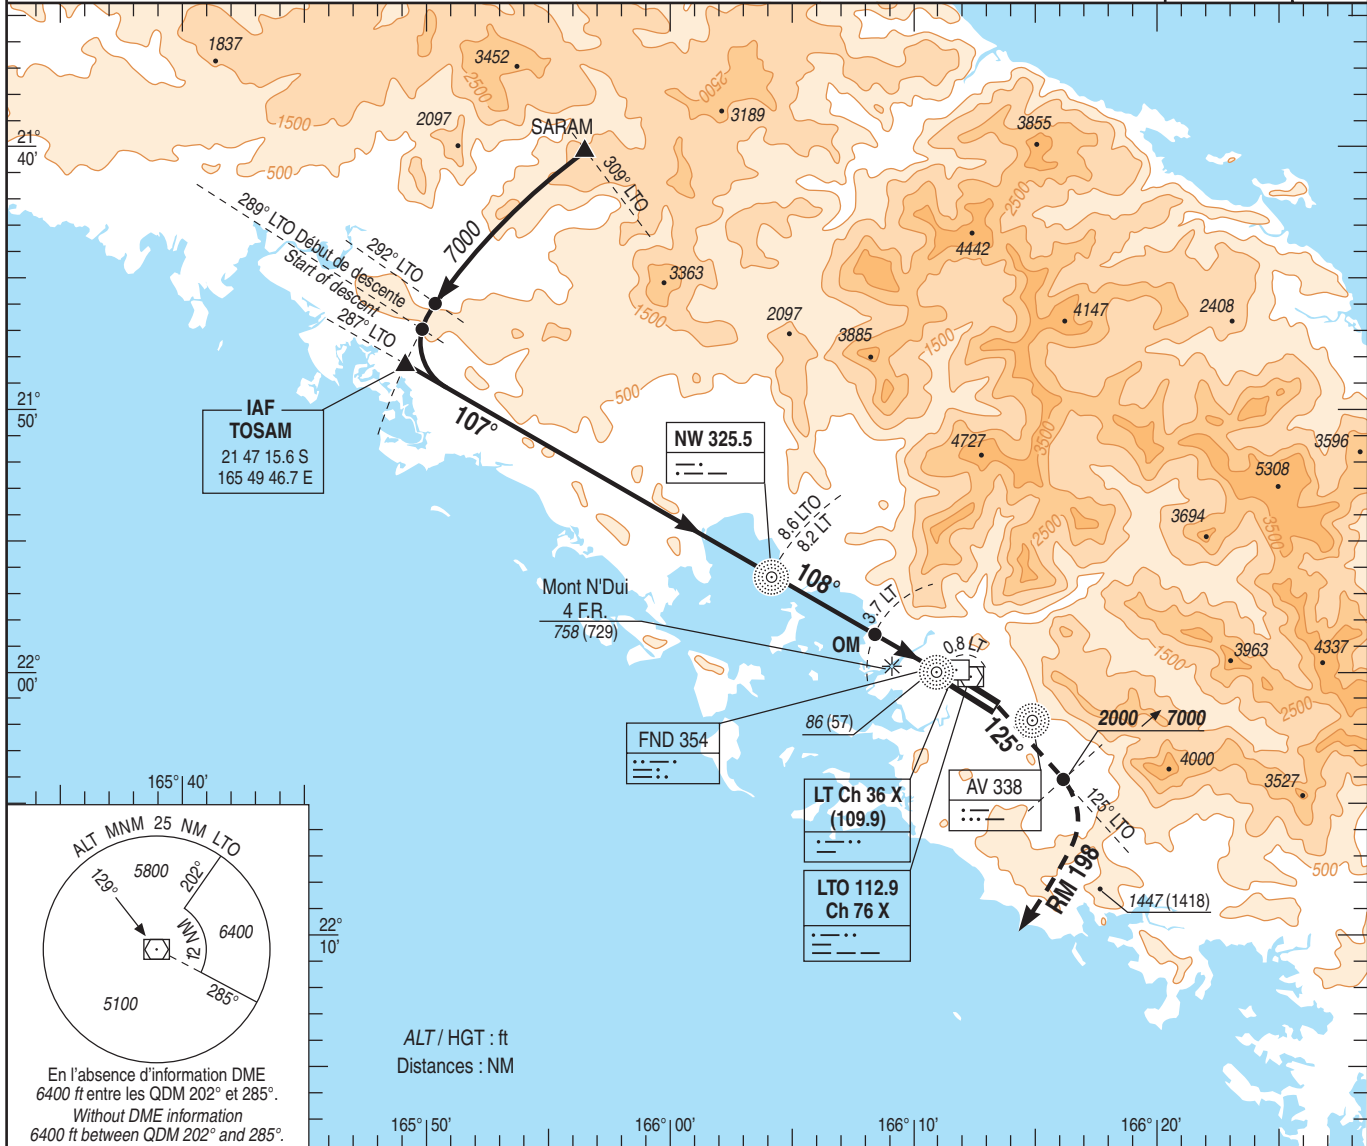 1837
3452
2500
2500
3189
2097
SARAM
3855
21°
40'
1500
500
309° LTO
2500
289° LTO Début de descente
Start of descent
292° LTO
7000
4442
287° LTO
3363
1500
2097
3885
1500
4147
2408
21°
50'
IAF
TOSAM
21 47 15.6 S
165 49 46.7 E
107°
500
NW 325.5
4727
3500
3596
5308
3694
3500
2500
8.6 LTO
8.2 LT
108°
Mont N'Dui
4 F.R.
758 (729)
3.7 LT
OM
0.8 LT
1500
3963
4337
22°
00'
2500
FND 354
86 (57)
125°
2000 ↗ 7000
4000
3527
LT Ch 36 X
(109.9)
AV 338
125° LTO
500
LTO 112.9
Ch 76 X
RM 198
1447 (1418)
22°
10'
165° 40'
ALT MNM 25 NM LTO
5800
129°
202°
12 NM
6400
285°
5100
En l'absence d'information DME
6400 ft entre les QDM 202° et 285°.
Without DME information
6400 ft between QDM 202° and 285°.
ALT / HGT : ft
Distances : NM
165° 50'
166° 00'
166° 10'
166° 20'